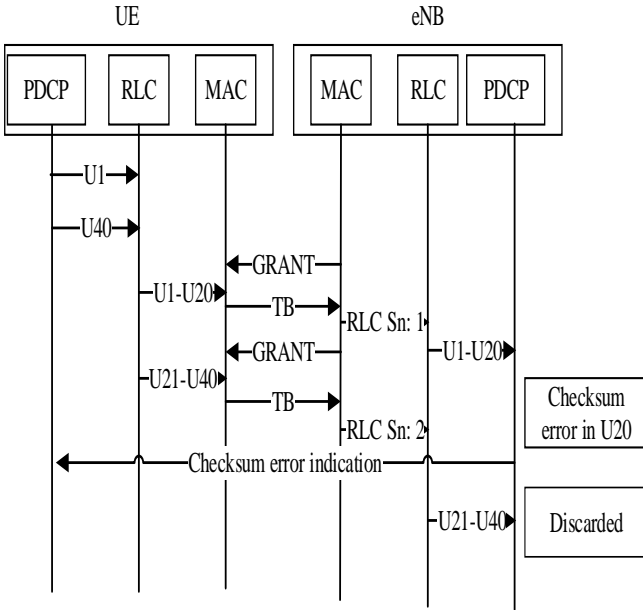 UE eNB
PDCP RLC MAC MAC RLC PDCP
U1
U40
GRANT
U1-U20
TB
RLC Sn: 1
GRANT
U1-U20
U21-U40
TB
Checksum
error in U20
RLC Sn: 2
Checksum error indication
U21-U40
Discarded